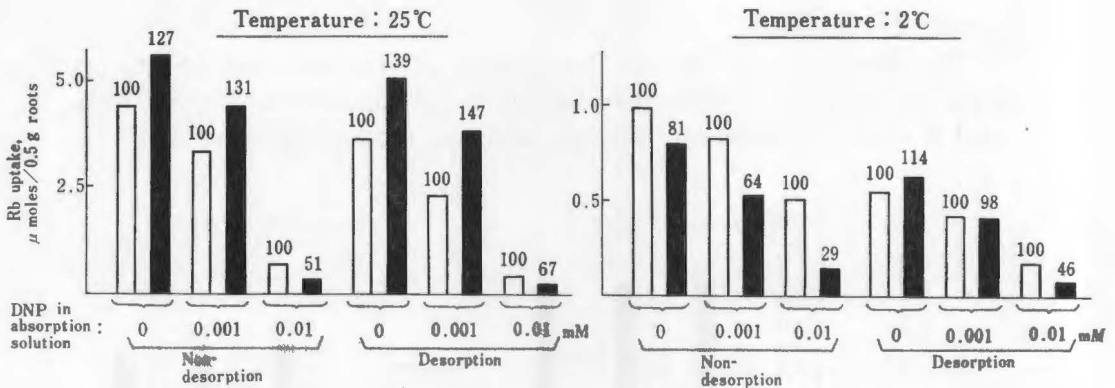 Temperature : 25℃
Rb uptake,
μ moles/0.5 g roots
5.0
2.5
100 127 100 131 100 51 100 139 100 147 100 67
DNP in
absorption :
solution
0 0.001 0.01 0 0.001 0.01 mM
Non-
desorption
Desorption
Temperature : 2℃
1.0
0.5
100 81 100 64 100 29 100 114 100 98 100 46
0 0.001 0.01 0 0.001 0.01 mM
Non-
desorption
Desorption